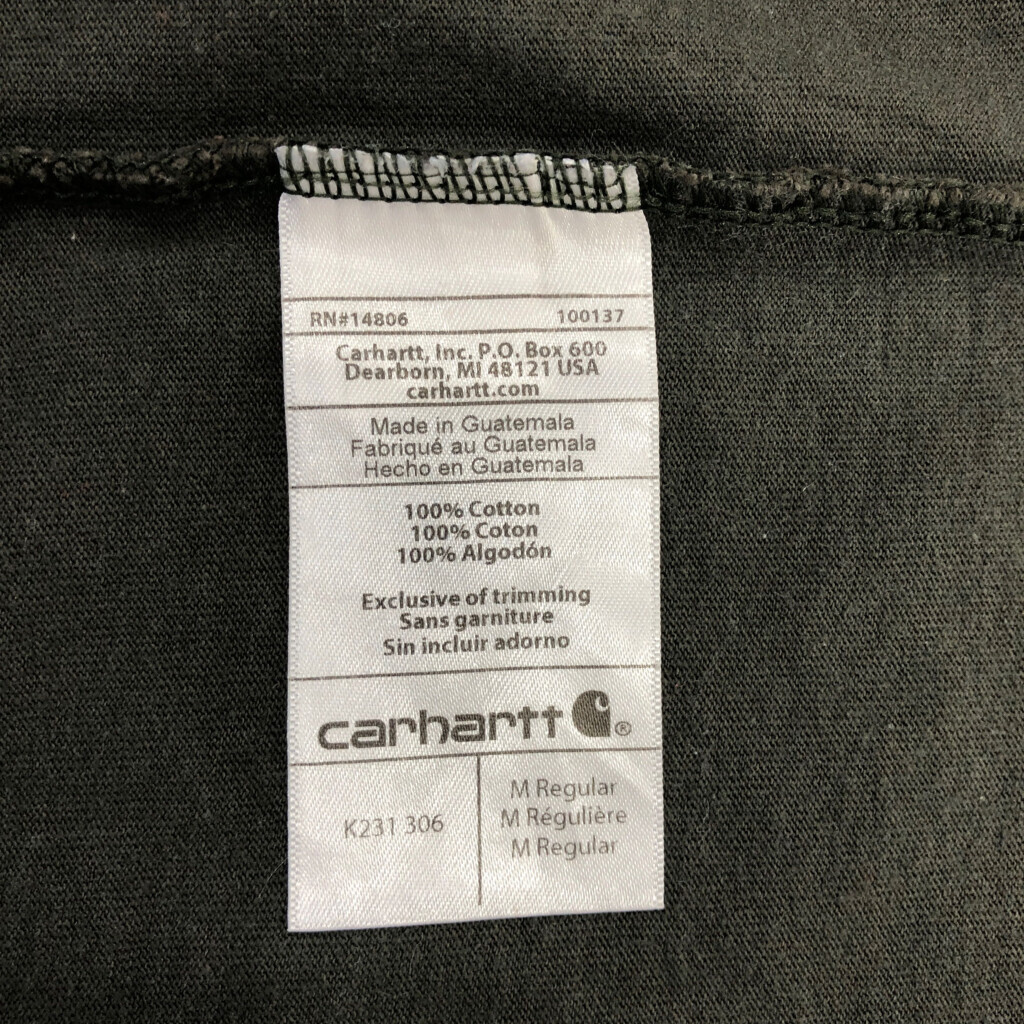 RN#14806 100137
Carhartt, Inc. P.O. Box 600
Dearborn, MI 48121 USA
carhartt.com
Made in Guatemala
Fabriqué au Guatemala
Hecho en Guatemala
100% Cotton
100% Coton
100% Algodón
Exclusive of trimming
Sans garniture
Sin incluir adorno
carhartt ®
K231 306
M Regular
M Régulière
M Regular